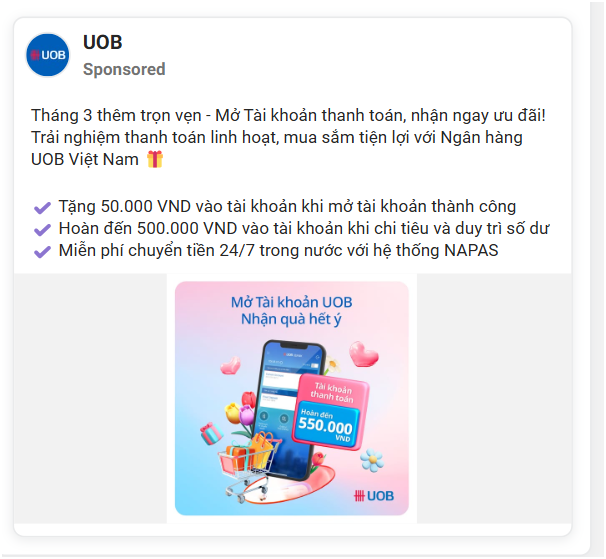 UOB
UOB
Sponsored
Tháng 3 thêm trọn vẹn - Mở Tài khoản thanh toán, nhận ngay ưu đãi!
Trải nghiệm thanh toán linh hoạt, mua sắm tiện lợi với Ngân hàng
UOB Việt Nam 🎁
✔ Tặng 50.000 VND vào tài khoản khi mở tài khoản thành công
✔ Hoàn đến 500.000 VND vào tài khoản khi chi tiêu và duy trì số dư
✔ Miễn phí chuyển tiền 24/7 trong nước với hệ thống NAPAS
Mở Tài khoản UOB
Nhận quà hết ý
Tài khoản
thanh toán
Hoàn đến
550.000
VND
UOB